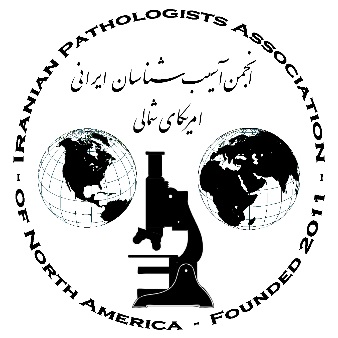 IRANIAN PATHOLOGISTS ASSOCIATION
انجمن آسیب شناسان ایرانی
امریکای شمالی
- OF NORTH AMERICA - FOUNDED 2011 -